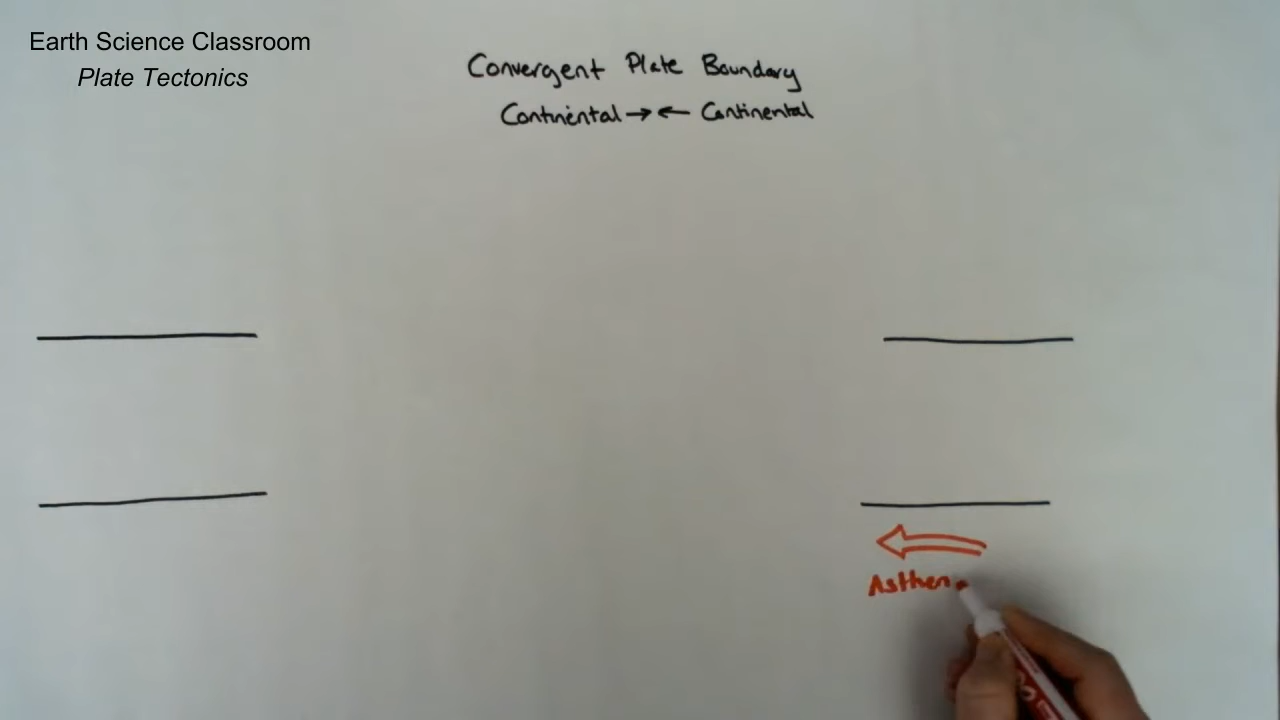 Earth Science Classroom
Plate Tectonics
Convergent Plate Boundary
Continental → ← Continental
Asthen